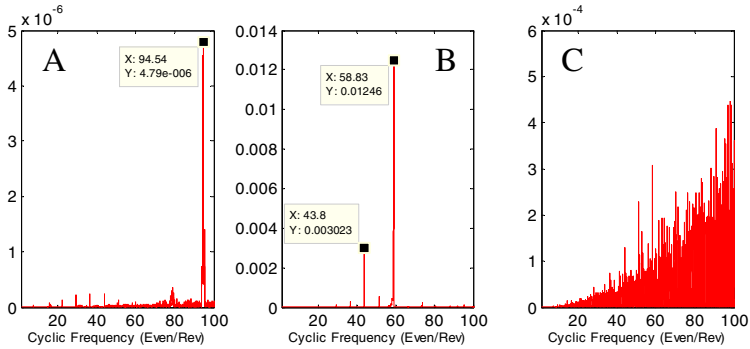 5 x 10^-6
4
3
2
1
0
20 40 60 80 100
Cyclic Frequency (Even/Rev)
A
X: 94.54
Y: 4.79e-006
0.014
0.012
0.01
0.008
0.006
0.004
0.002
0
20 40 60 80 100
Cyclic Frequency (Even/Rev)
B
X: 58.83
Y: 0.01246
X: 43.8
Y: 0.003023
6 x 10^-4
5
4
3
2
1
0
20 40 60 80 100
Cyclic Frequency (Even/Rev)
C